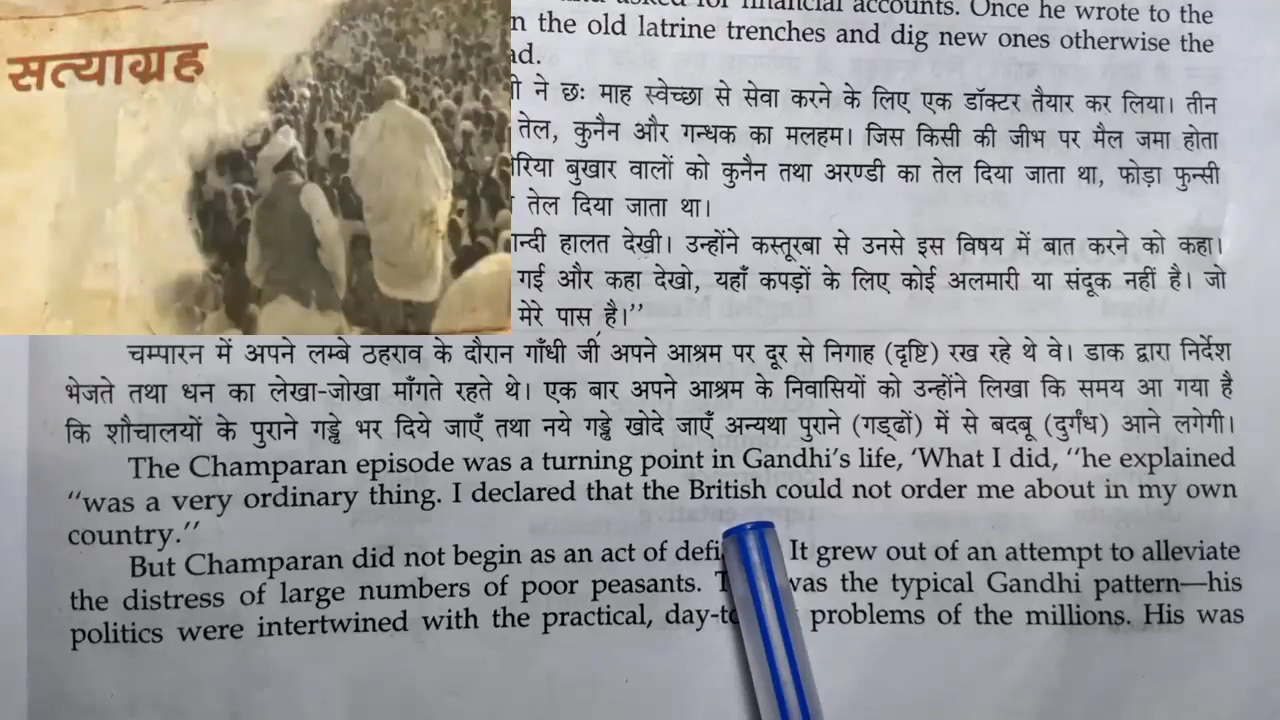 सत्याग्रह
for financial accounts. Once he wrote to the
the old latrine trenches and dig new ones otherwise the
ने छः माह स्वेच्छा से सेवा करने के लिए एक डॉक्टर तैयार कर लिया। तीन
तेल, कुनैन और गन्धक का मलहम। जिस किसी की जीभ पर मैल जमा होता
बुखार वालों को कुनैन तथा अरण्डी का तेल दिया जाता था, फोड़ा फुन्सी
तेल दिया जाता था।
हालत देखी। उन्होंने कस्तूरबा से उनसे इस विषय में बात करने को कहा।
गई और कहा देखो, यहाँ कपड़ों के लिए कोई अलमारी या संदूक नहीं है। जो
मेरे पास है।”
चम्पारन में अपने लम्बे ठहराव के दौरान गाँधी जी अपने आश्रम पर दूर से निगाह (दृष्टि) रख रहे थे वे। डाक द्वारा निर्देश
भेजते तथा धन का लेखा-जोखा माँगते रहते थे। एक बार अपने आश्रम के निवासियों को उन्होंने लिखा कि समय आ गया है
कि शौचालयों के पुराने गड्ढे भर दिये जाएँ तथा नये गड्ढे खोदे जाएँ अन्यथा पुराने (गड्ढों) में से बदबू (दुर्गंध) आने लगेगी।
The Champaran episode was a turning point in Gandhi’s life, ‘What I did, “he explained
“was a very ordinary thing. I declared that the British could not order me about in my own
country.”
But Champaran did not begin as an act of It grew out of an attempt to alleviate
the distress of large numbers of poor peasants. was the typical Gandhi pattern—his
politics were intertwined with the practical, problems of the millions. His was